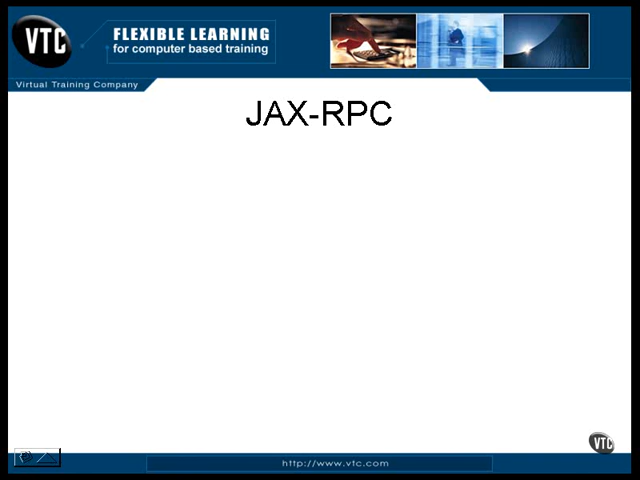 VTC
FLEXIBLE LEARNING
for computer based training
Virtual Training Company
JAX-RPC
VTC
http://www.vtc.com